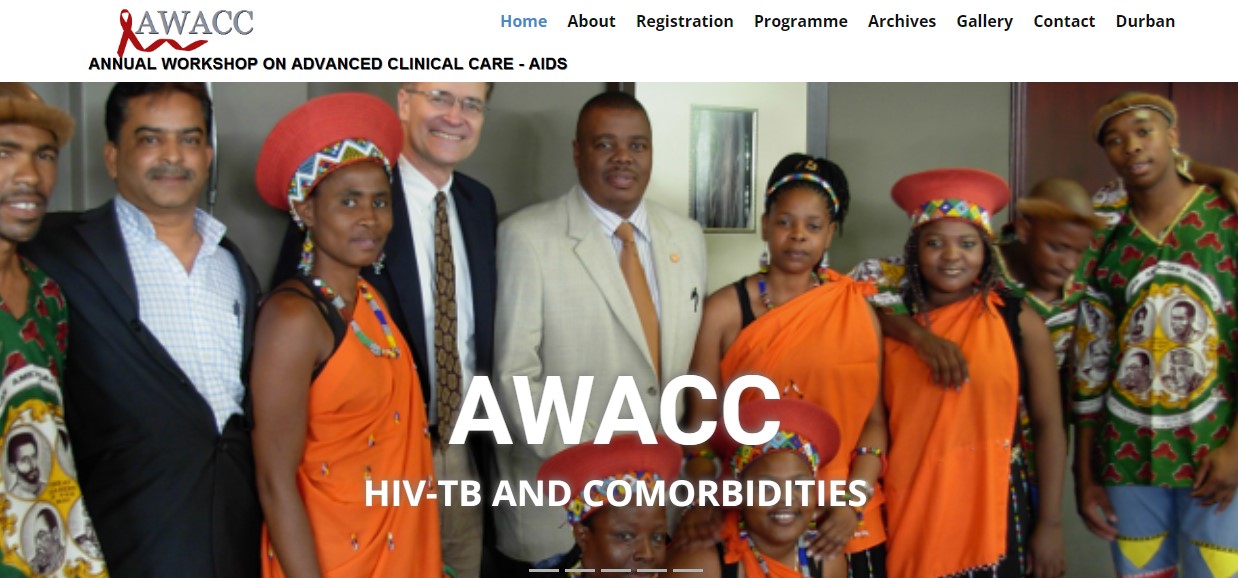 AWACC
ANNUAL WORKSHOP ON ADVANCED CLINICAL CARE - AIDS
Home About Registration Programme Archives Gallery Contact Durban
AWACC
HIV-TB AND COMORBIDITIES